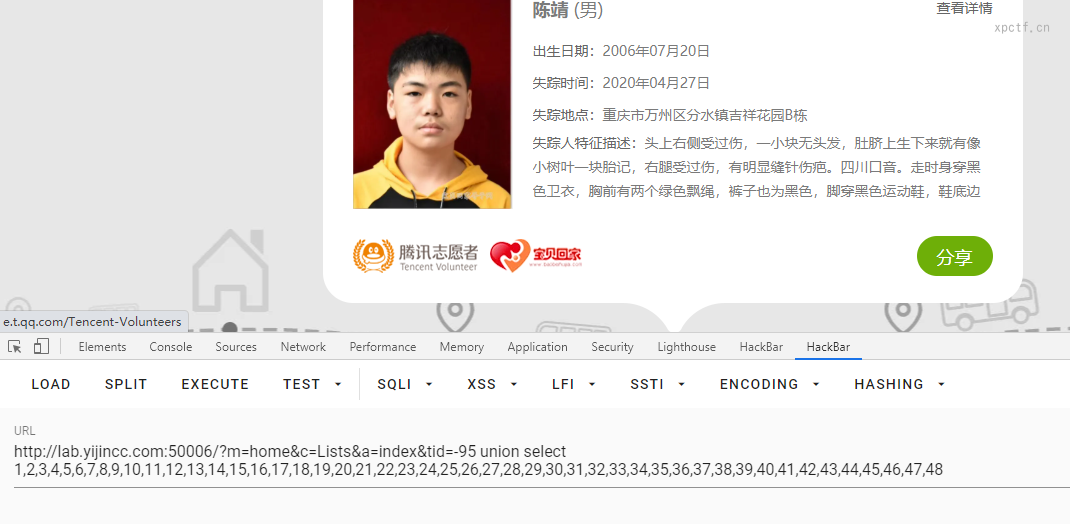 陈靖 (男)
查看详情
xpctf.cn
出生日期：2006年07月20日
失踪时间：2020年04月27日
失踪地点：重庆市万州区分水镇吉祥花园B栋
失踪人特征描述：头上右侧受过伤，一小块无头发，肚脐上生下来就有像
小树叶一块胎记，右腿受过伤，有明显缝针伤疤。四川口音。走时身穿黑
色卫衣，胸前有两个绿色飘绳，裤子也为黑色，脚穿黑色运动鞋，鞋底边
腾讯志愿者
Tencent Volunteer
宝贝回家
www.baobeihuijia.com
分享
e.t.qq.com/Tencent-Volunteers
Elements Console Sources Network Performance Memory Application Security Lighthouse HackBar HackBar
LOAD SPLIT EXECUTE TEST SQLI XSS LFI SSTI ENCODING HASHING
URL
http://lab.yijincc.com:50006/?m=home&c=Lists&a=index&tid=-95 union select
1,2,3,4,5,6,7,8,9,10,11,12,13,14,15,16,17,18,19,20,21,22,23,24,25,26,27,28,29,30,31,32,33,34,35,36,37,38,39,40,41,42,43,44,45,46,47,48